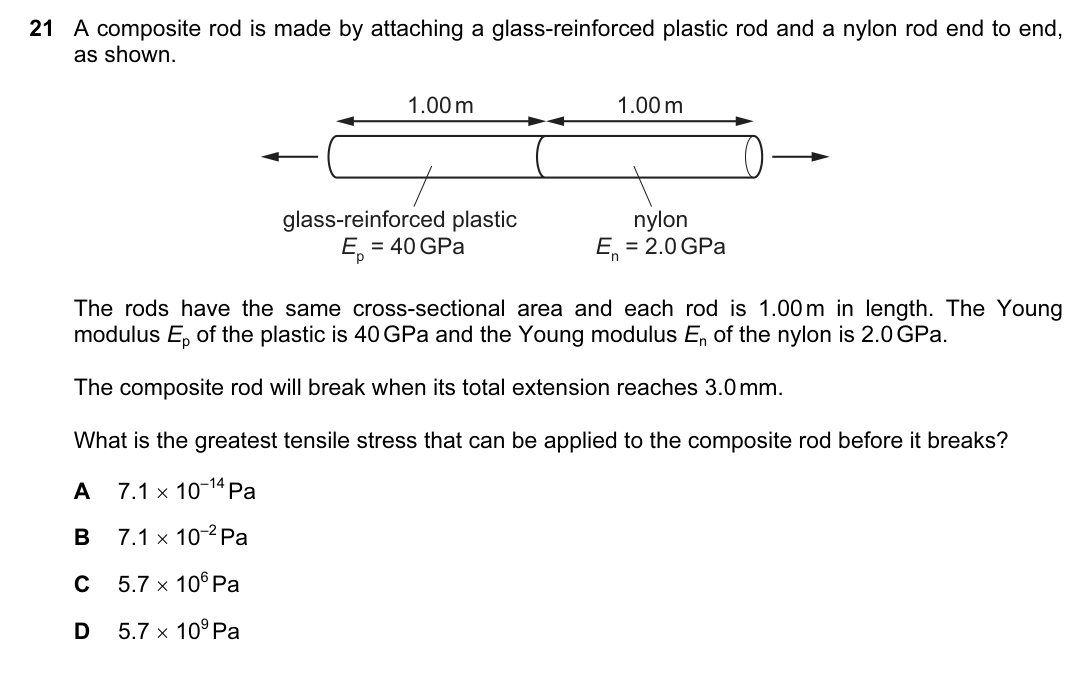 21 A composite rod is made by attaching a glass-reinforced plastic rod and a nylon rod end to end,
as shown.
1.00 m 1.00 m
glass-reinforced plastic nylon
Eₚ = 40 GPa Eₙ = 2.0 GPa
The rods have the same cross-sectional area and each rod is 1.00 m in length. The Young
modulus Eₚ of the plastic is 40 GPa and the Young modulus Eₙ of the nylon is 2.0 GPa.
The composite rod will break when its total extension reaches 3.0 mm.
What is the greatest tensile stress that can be applied to the composite rod before it breaks?
A 7.1 × 10⁻¹⁴ Pa
B 7.1 × 10⁻² Pa
C 5.7 × 10⁶ Pa
D 5.7 × 10⁹ Pa